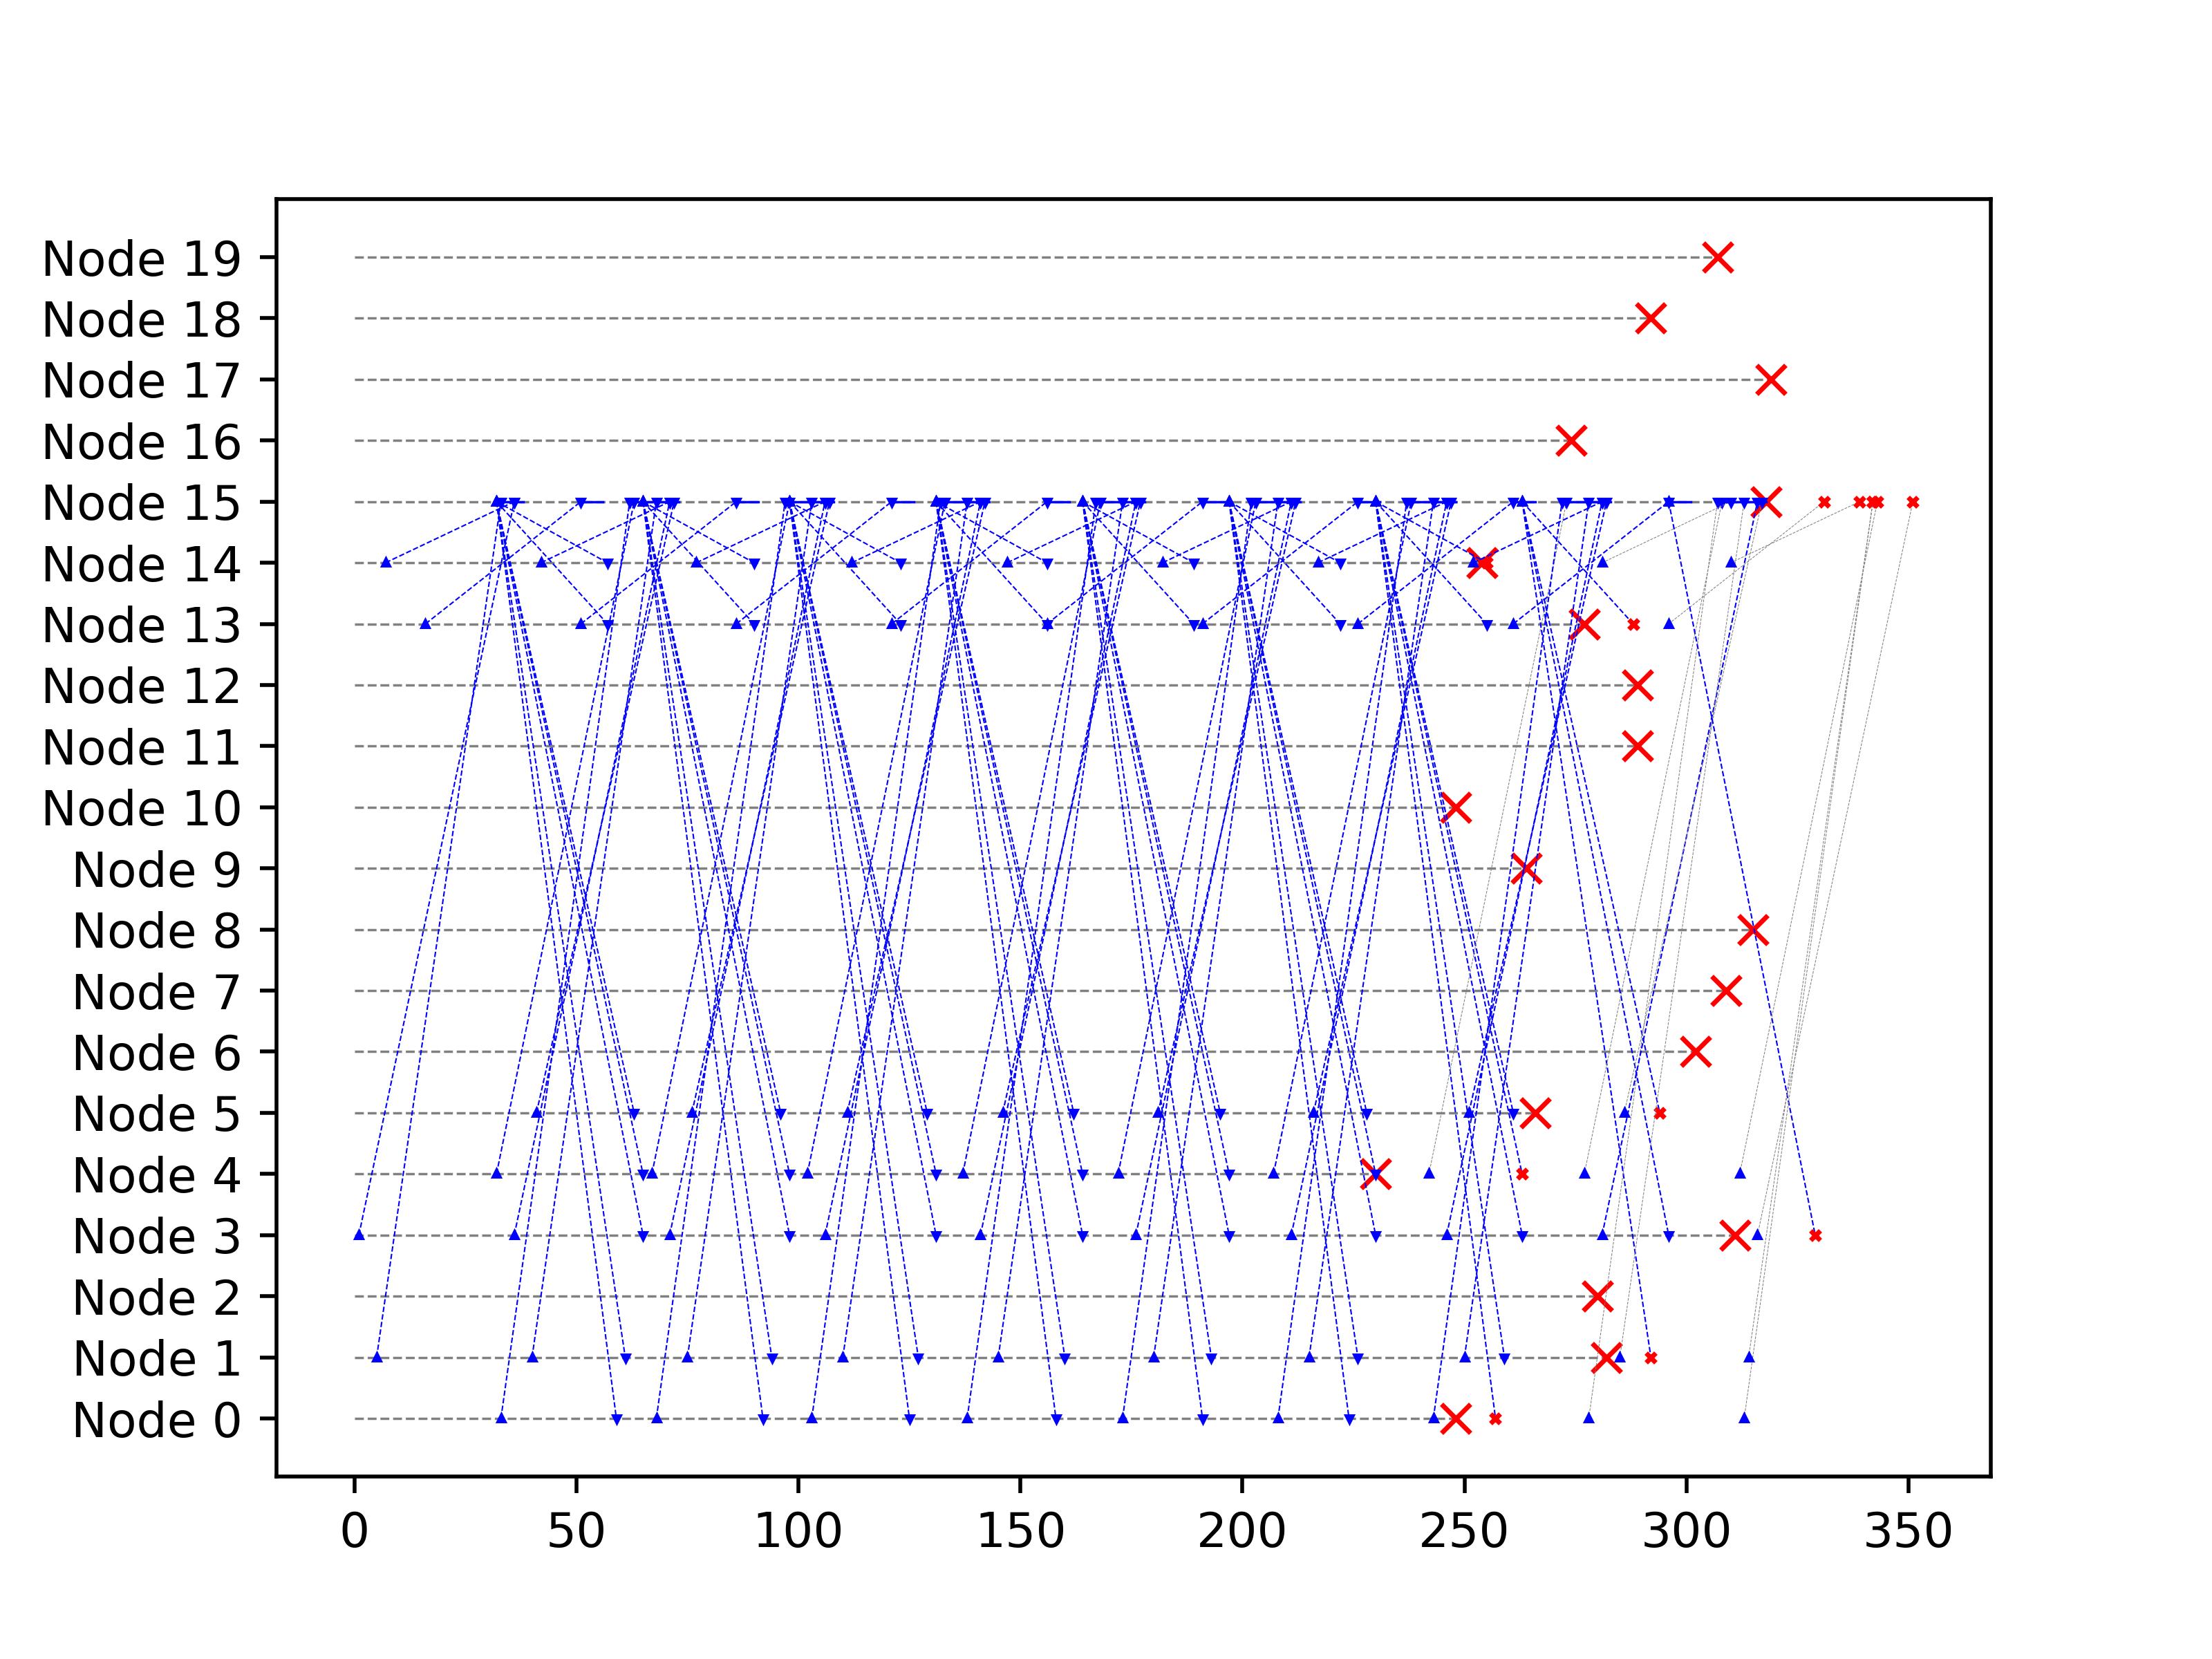 Node 19
Node 18
Node 17
Node 16
Node 15
Node 14
Node 13
Node 12
Node 11
Node 10
Node 9
Node 8
Node 7
Node 6
Node 5
Node 4
Node 3
Node 2
Node 1
Node 0
0 50 100 150 200 250 300 350